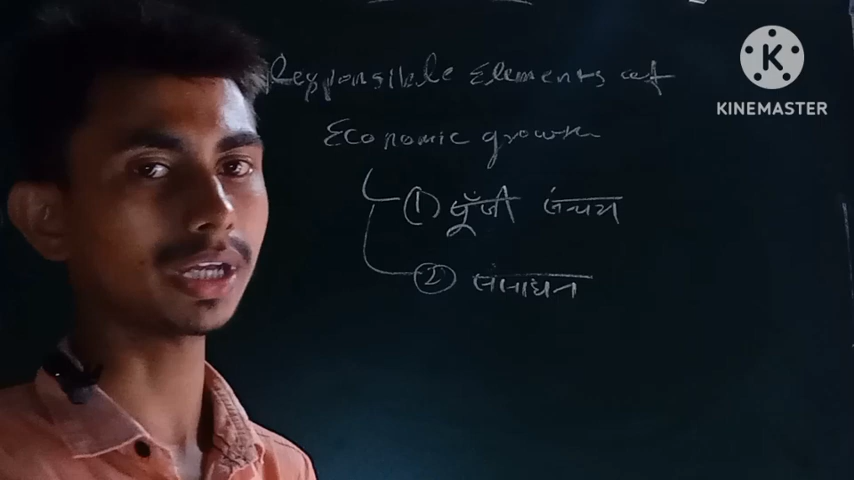 Responsible Elements of
Economic growth
① पूँजी संचय
② संसाधन
KINEMASTER